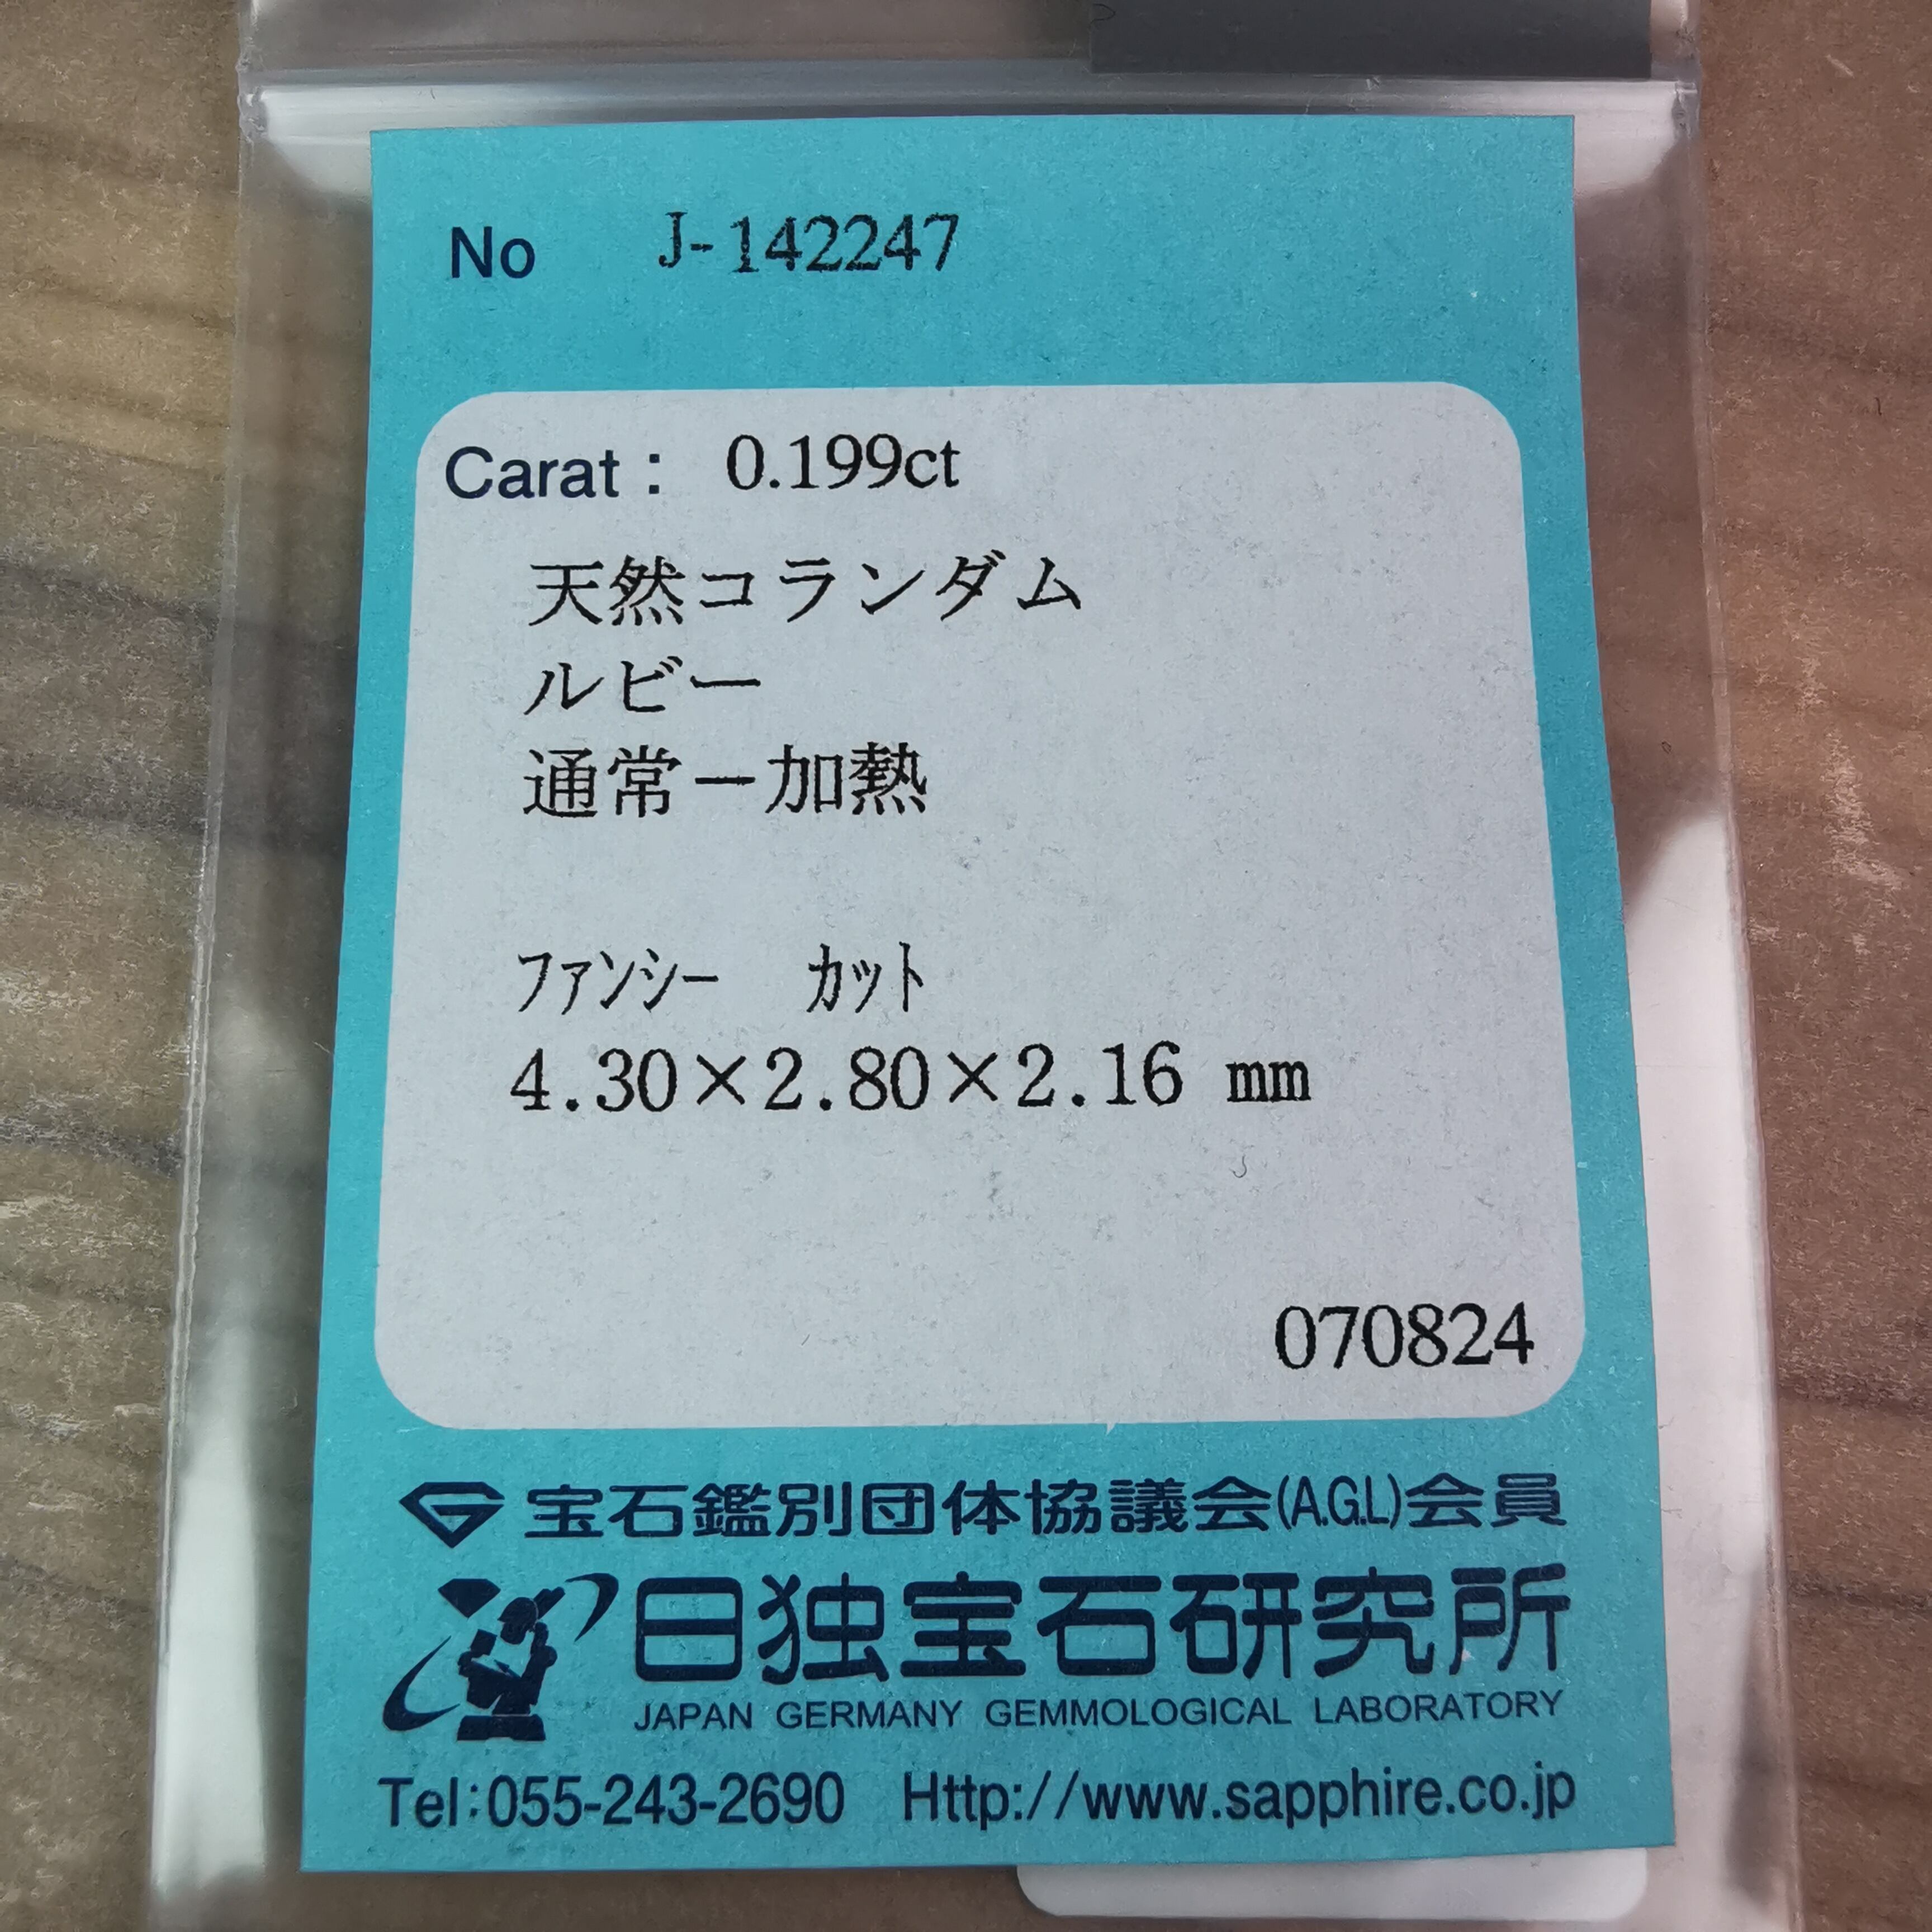 No J-142247
Carat : 0.199ct
天然コランダム
ルビー
通常－加熱
ファンシー カット
4.30×2.80×2.16 mm
070824
宝石鑑別団体協議会(A.G.L)会員
日独宝石研究所
JAPAN GERMANY GEMMOLOGICAL LABORATORY
Tel:055-243-2690 Http://www.sapphire.co.jp